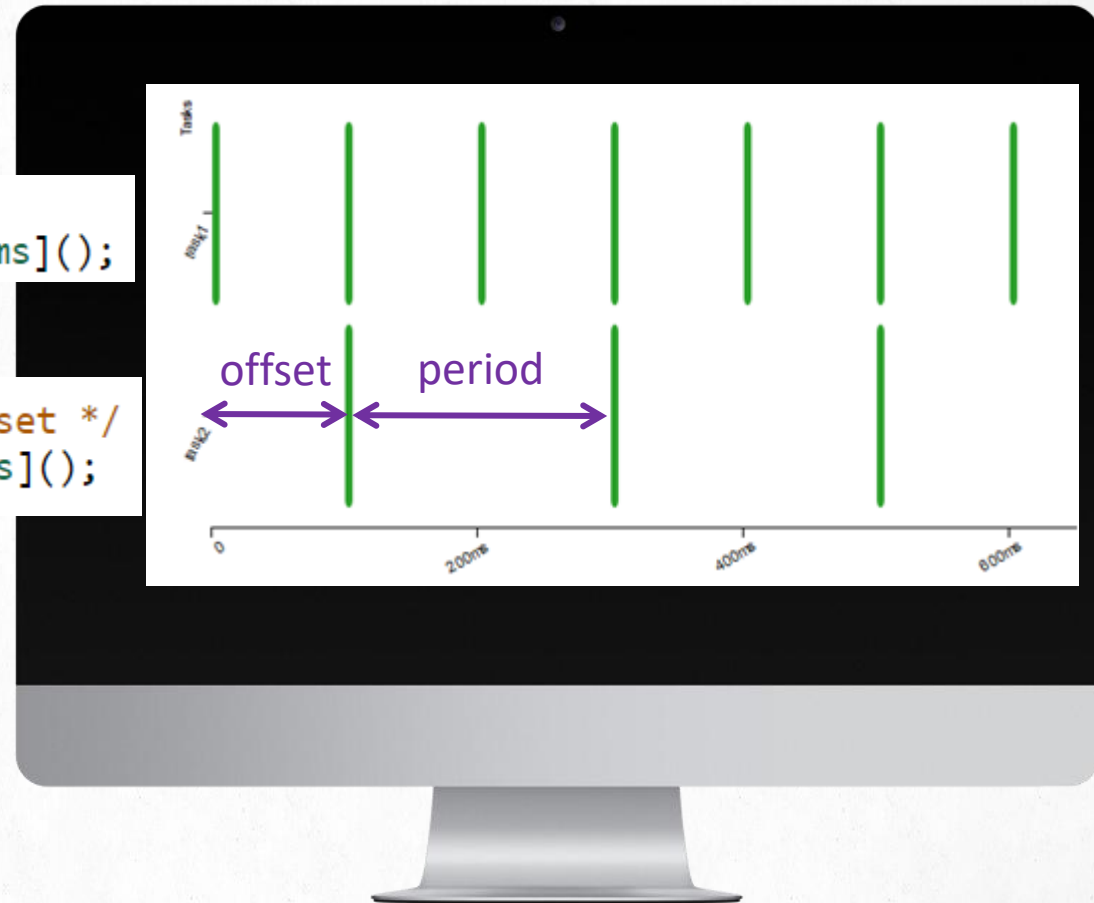 ms]();
set */
s]();
Tasks
task1
offset
period
task2
0
200ms
400ms
600ms